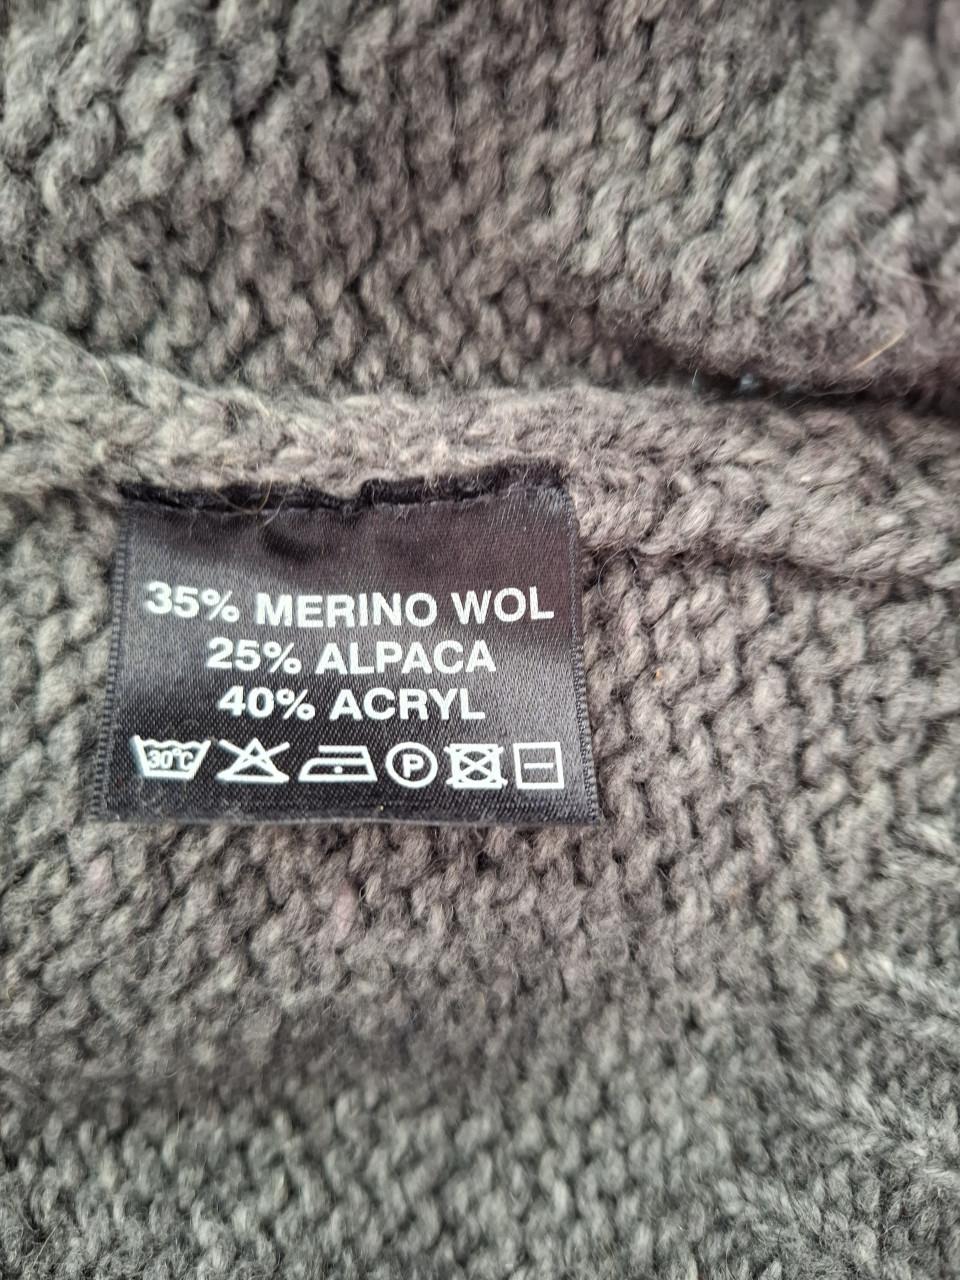 35% MERINO WOL
25% ALPACA
40% ACRYL
30°C P